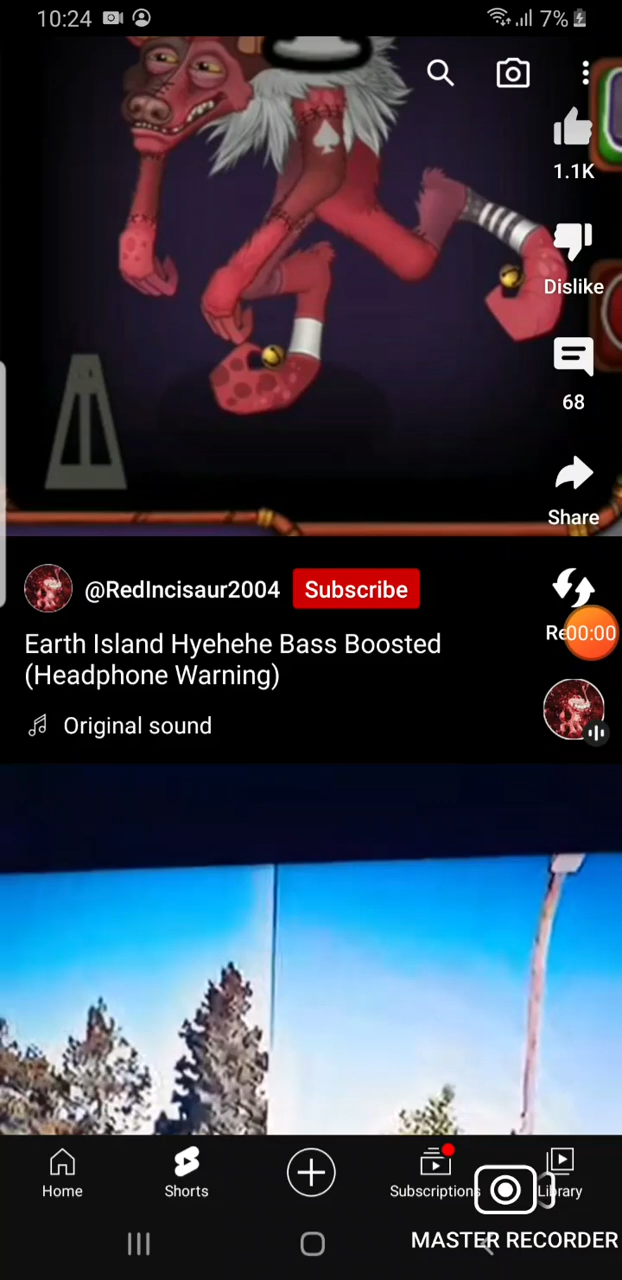 10:24
7%
1.1K
Dislike
68
Share
@RedIncisaur2004
Subscribe
Earth Island Hyehehe Bass Boosted
(Headphone Warning)
Original sound
Re
00:00
Home
Shorts
Subscriptions
Library
MASTER RECORDER